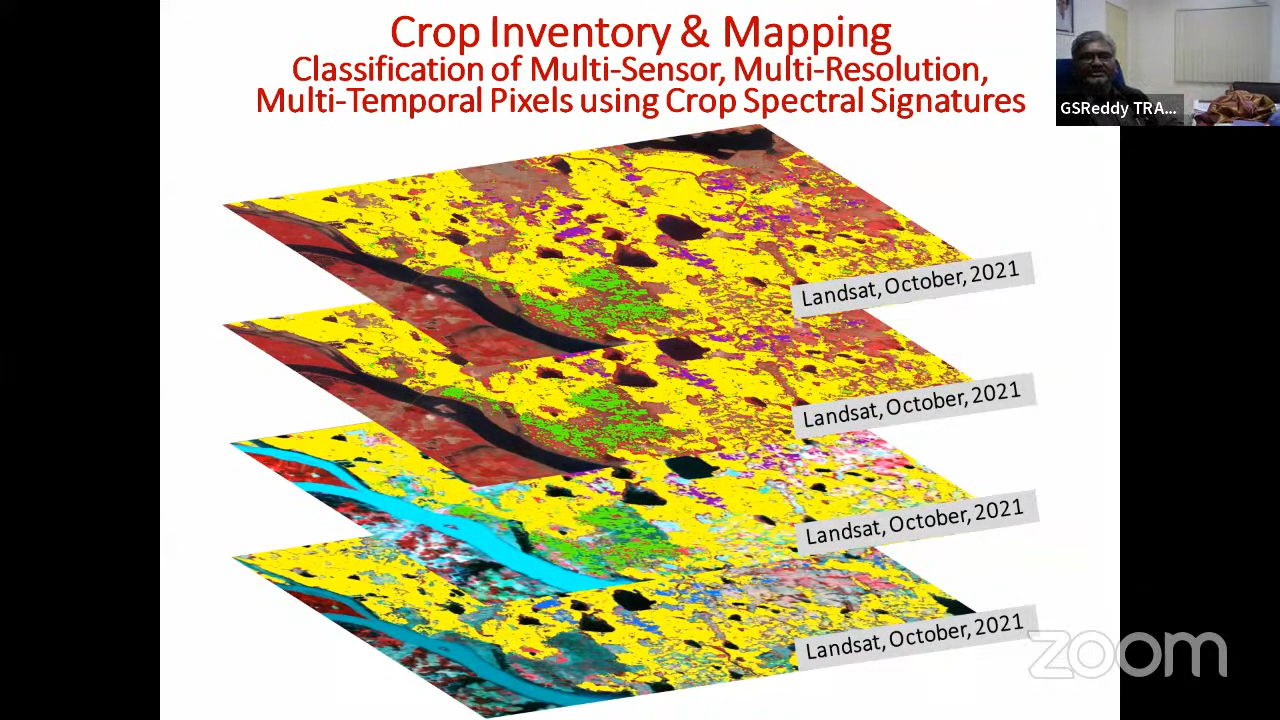 Crop Inventory & Mapping
Classification of Multi-Sensor, Multi-Resolution,
Multi-Temporal Pixels using Crop Spectral Signatures
GSReddy TRA...
Landsat, October, 2021
Landsat, October, 2021
Landsat, October, 2021
Landsat, October, 2021
zoom